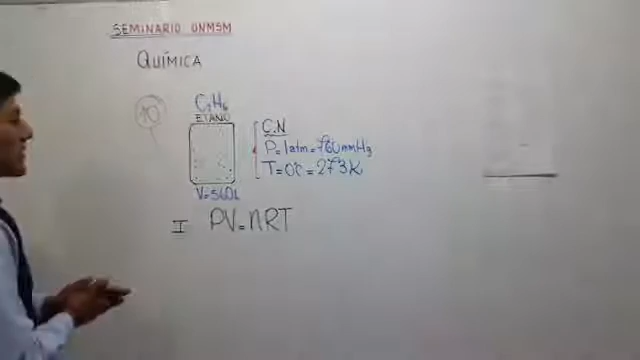 SEMINARIO UNMSM
QUÍMICA
10
C2H6
ETANO
C.N
P=1atm=760mmHg
T=0°C=273K
V=560L
I PV=nRT